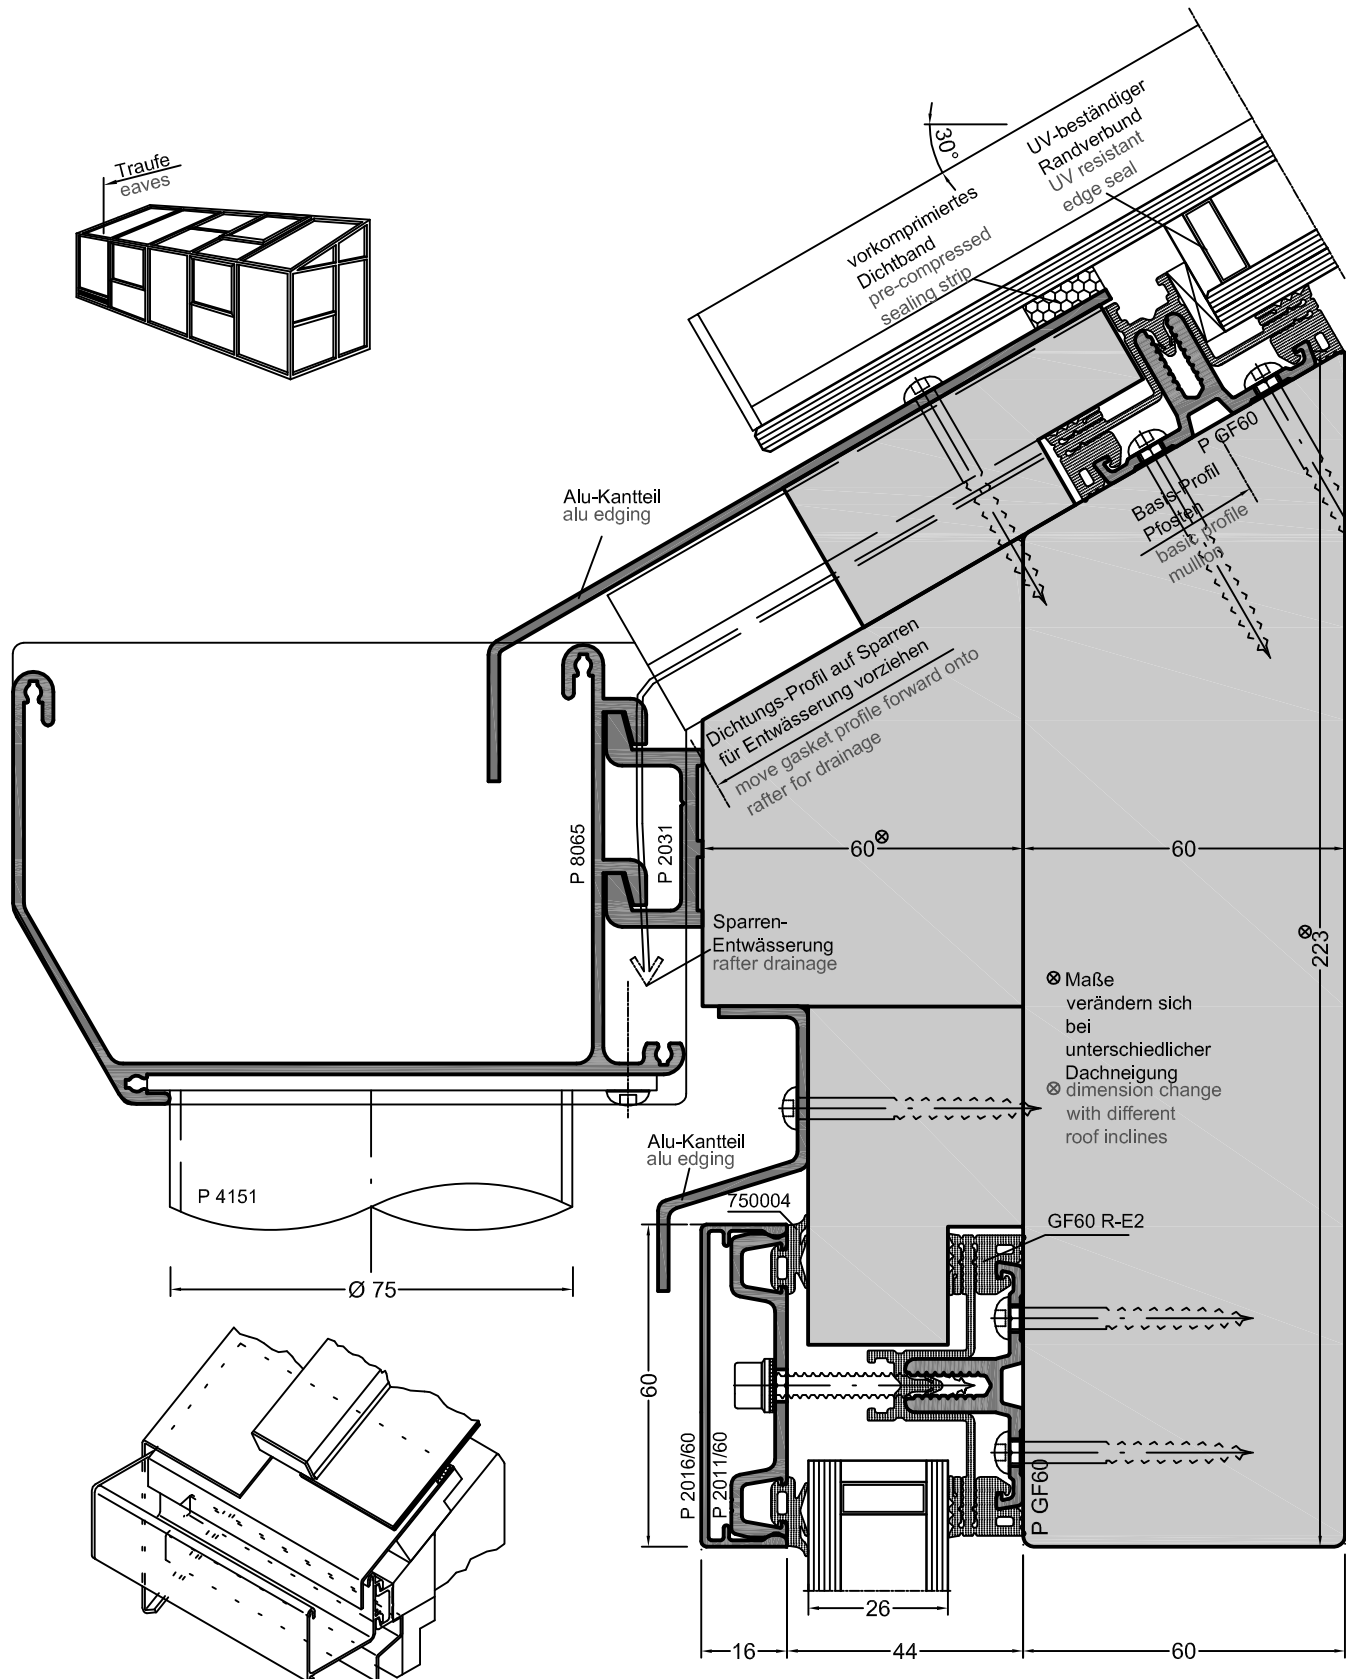 Traufe
eaves
30°
UV-beständiger
Randverbund
UV resistant
edge seal
vorkomprimiertes
Dichtband
pre-compressed
sealing strip
Alu-Kantteil
alu edging
P GF60
Basis-Profil
Pfosten
basic profile
mullion
Dichtungs-Profil auf Sparren
für Entwässerung vorziehen
move gasket profile forward onto
rafter for drainage
P 8065
P 2031
60⊗
60
Sparren-
Entwässerung
rafter drainage
⊗
223
⊗ Maße
verändern sich
bei
unterschiedlicher
Dachneigung
⊗ dimension change
with different
roof inclines
Alu-Kantteil
alu edging
P 4151
750004
GF60 R-E2
Ø 75
60
P 2016/60
P 2011/60
P GF60
26
16
44
60